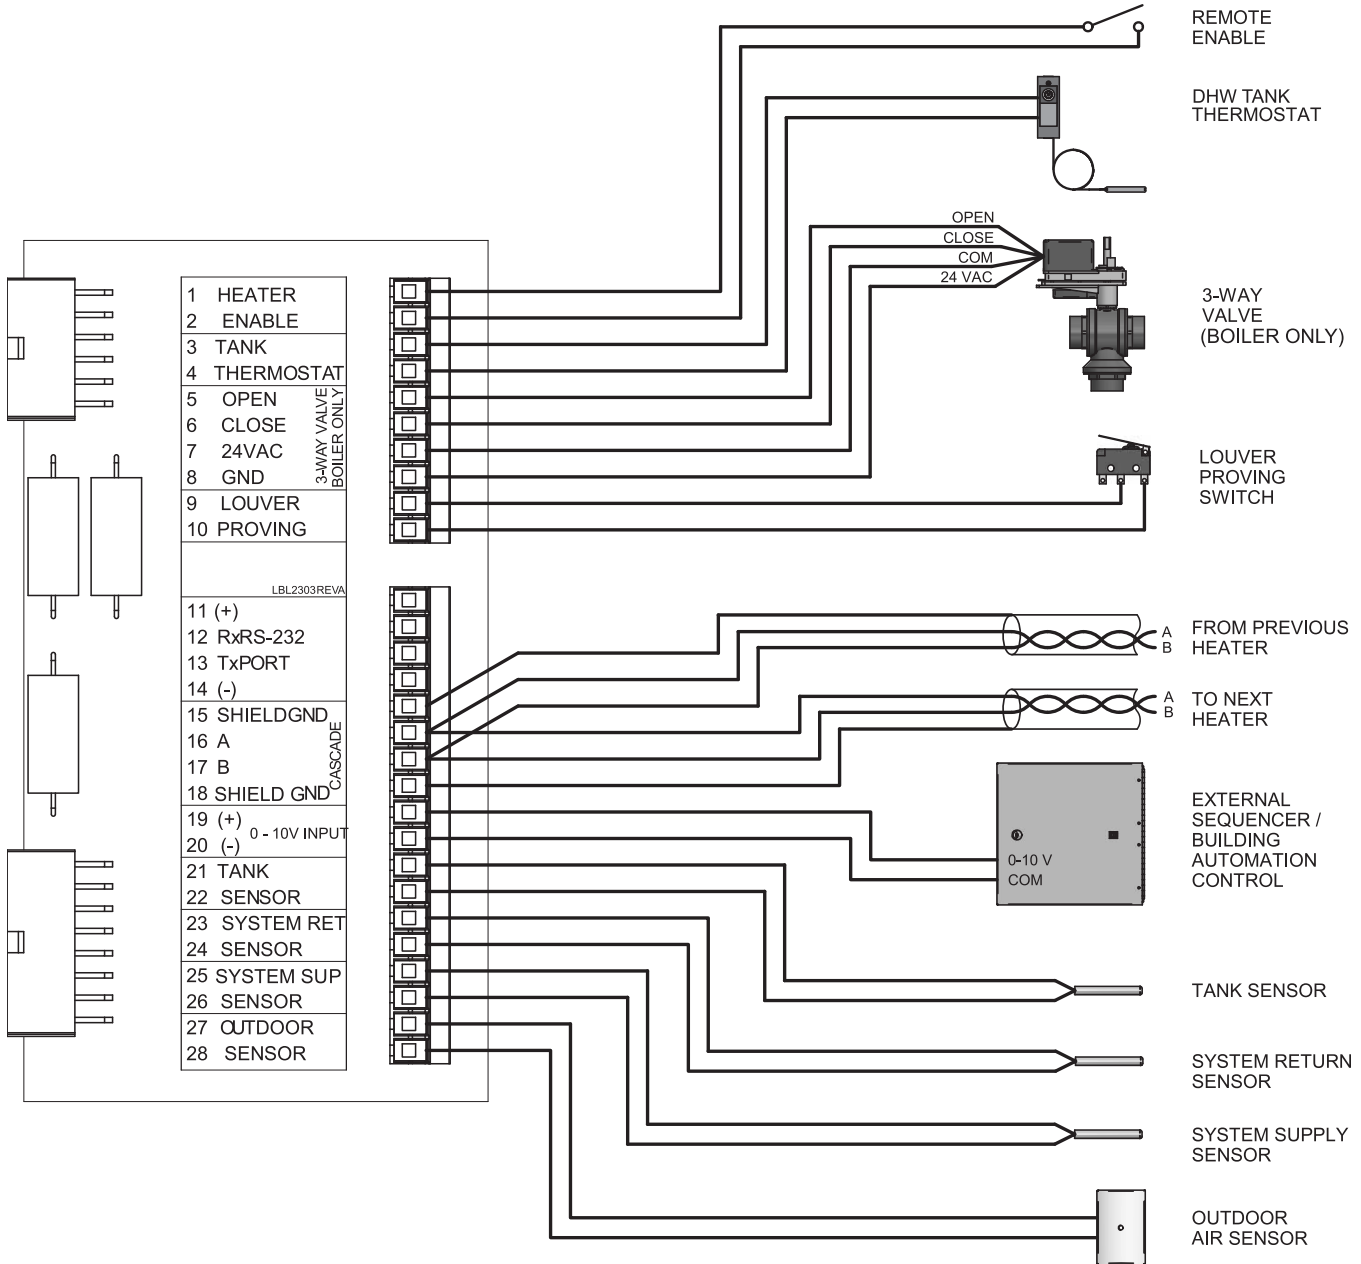 REMOTE
ENABLE
DHW TANK
THERMOSTAT
OPEN
CLOSE
COM
24 VAC
3-WAY
VALVE
(BOILER ONLY)
LOUVER
PROVING
SWITCH
1 HEATER
2 ENABLE
3 TANK
4 THERMOSTAT
5 OPEN
6 CLOSE
7 24VAC
8 GND
3-WAY VALVE
BOILER ONLY
9 LOUVER
10 PROVING
LBL2303REVA
11 (+)
12 RxRS-232
13 TxPORT
14 (-)
15 SHIELDGND
16 A
17 B
18 SHIELD GND
CASCADE
19 (+)
20 (-)
0 - 10V INPUT
21 TANK
22 SENSOR
23 SYSTEM RET
24 SENSOR
25 SYSTEM SUP
26 SENSOR
27 OUTDOOR
28 SENSOR
A
B
FROM PREVIOUS
HEATER
A
B
TO NEXT
HEATER
0-10 V
COM
EXTERNAL
SEQUENCER /
BUILDING
AUTOMATION
CONTROL
TANK SENSOR
SYSTEM RETURN
SENSOR
SYSTEM SUPPLY
SENSOR
OUTDOOR
AIR SENSOR